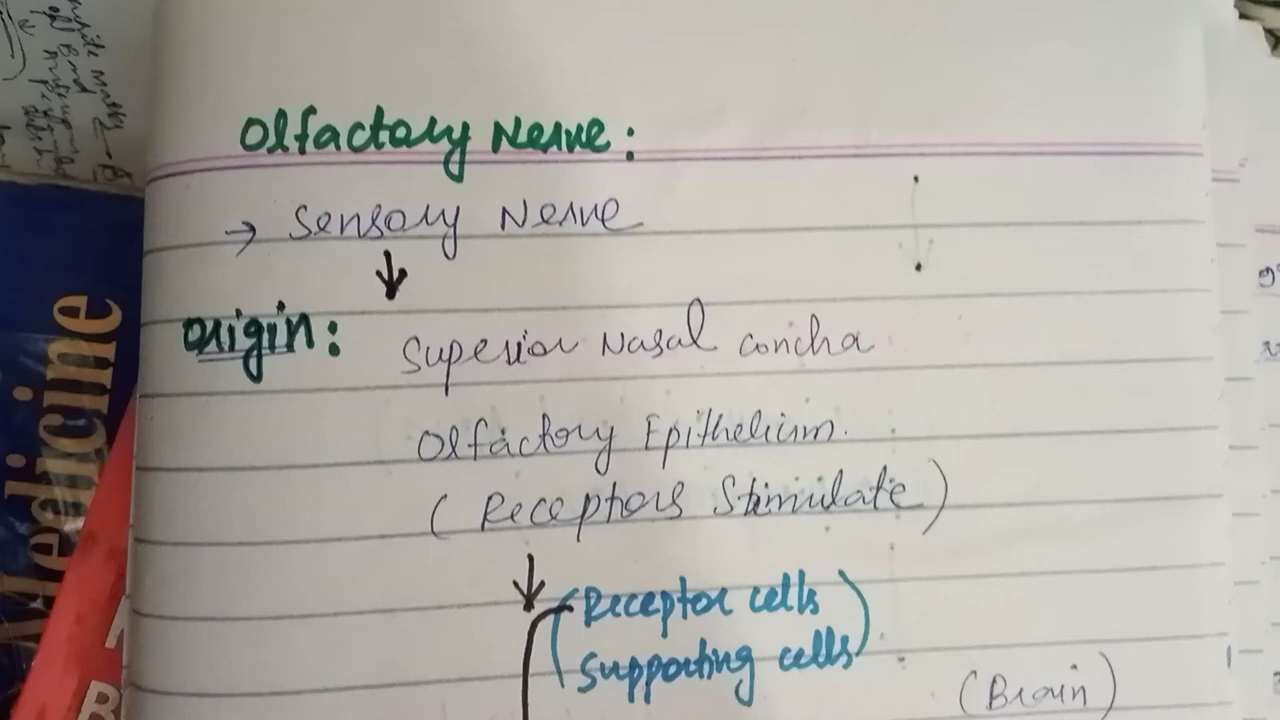 Olfactory Nerve:
→ Sensory Nerve
↓
Origin: Superior Nasal concha
Olfactory Epithelium.
(Receptors Stimulate)
↓
(Receptor cells
Supporting cells)
(Brain)
Medicine